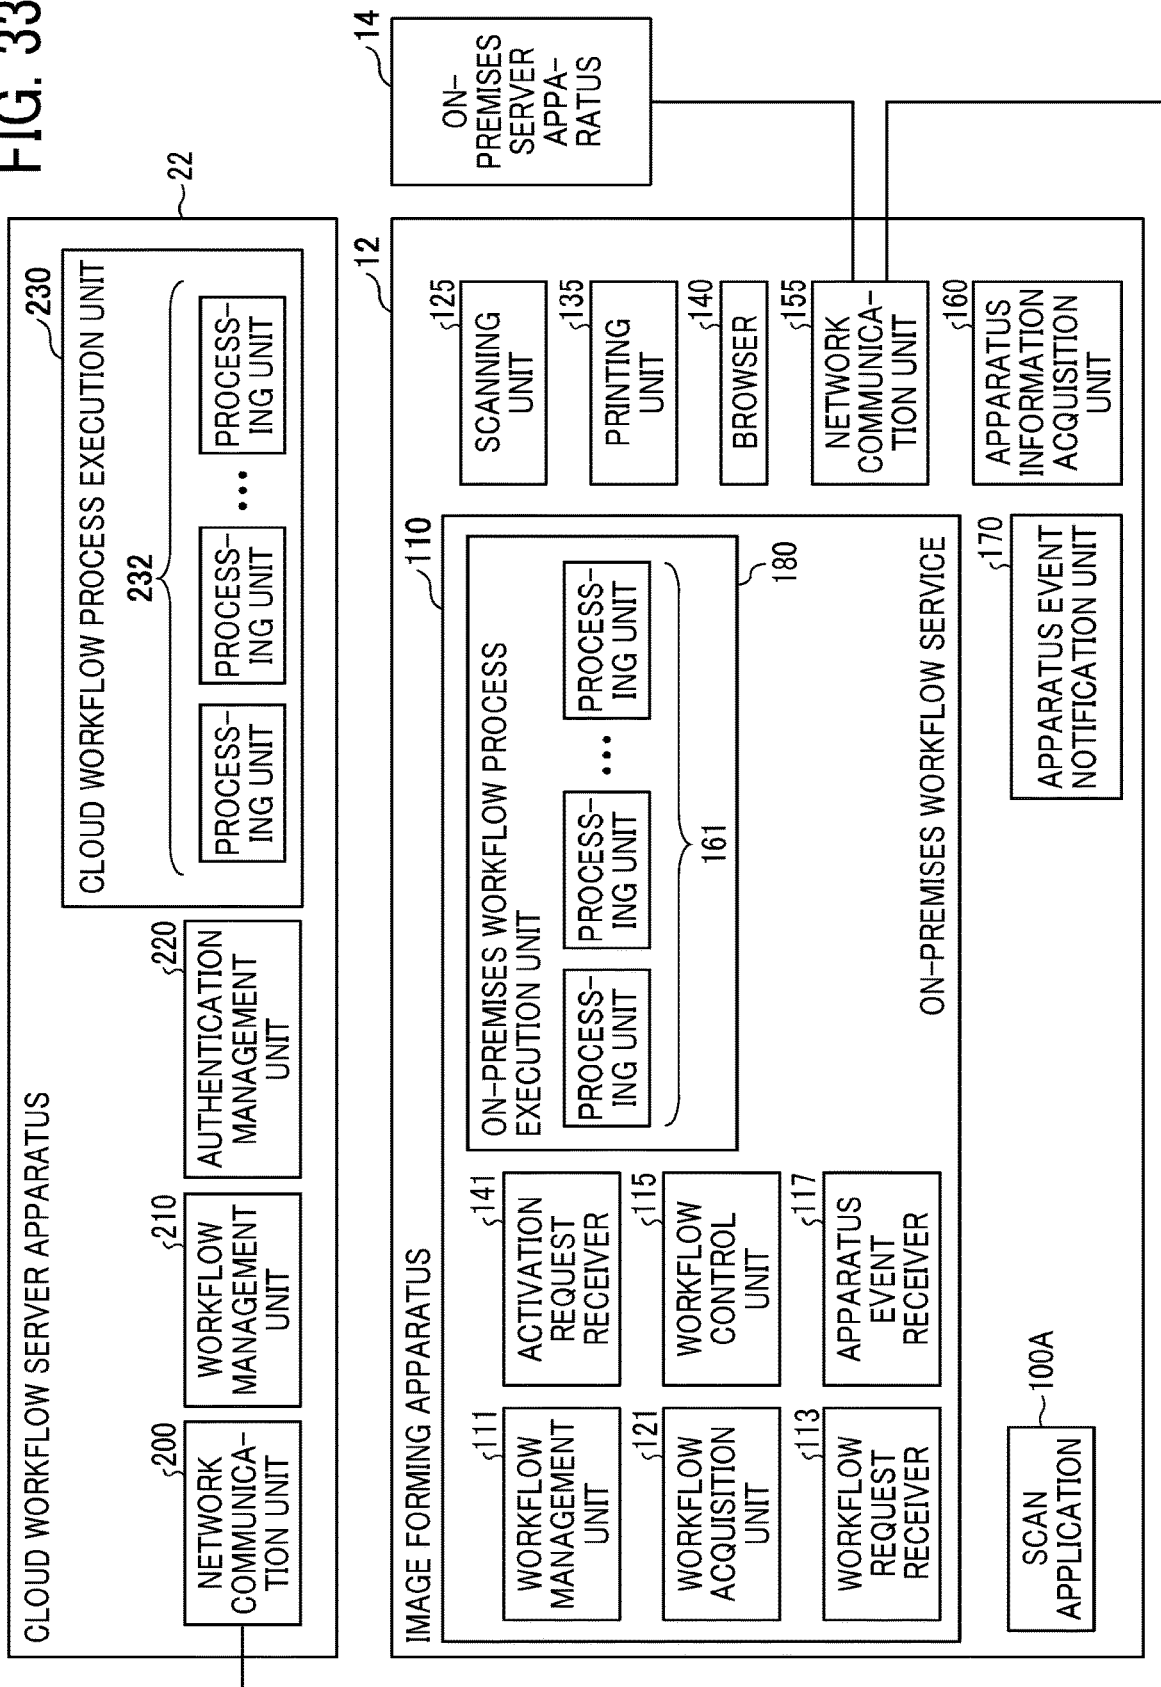 FIG. 33
CLOUD WORKFLOW SERVER APPARATUS
22
200
NETWORK
COMMUNICA-
TION UNIT
210
WORKFLOW
MANAGEMENT
UNIT
220
AUTHENTICATION
MANAGEMENT
UNIT
230
CLOUD WORKFLOW PROCESS EXECUTION UNIT
232
PROCESS-
ING UNIT
PROCESS-
ING UNIT
...
PROCESS-
ING UNIT
IMAGE FORMING APPARATUS
12
14
ON-
PREMISES
SERVER
APPA-
RATUS
110
111
WORKFLOW
MANAGEMENT
UNIT
141
ACTIVATION
REQUEST
RECEIVER
121
WORKFLOW
ACQUISITION
UNIT
115
WORKFLOW
CONTROL
UNIT
113
WORKFLOW
REQUEST
RECEIVER
117
APPARATUS
EVENT
RECEIVER
ON-PREMISES WORKFLOW PROCESS
EXECUTION UNIT
PROCESS-
ING UNIT
PROCESS-
ING UNIT
...
PROCESS-
ING UNIT
161
180
ON-PREMISES WORKFLOW SERVICE
125
SCANNING
UNIT
135
PRINTING
UNIT
140
BROWSER
155
NETWORK
COMMUNICA-
TION UNIT
160
APPARATUS
INFORMATION
ACQUISITION
UNIT
170
APPARATUS EVENT
NOTIFICATION UNIT
SCAN
APPLICATION
100A